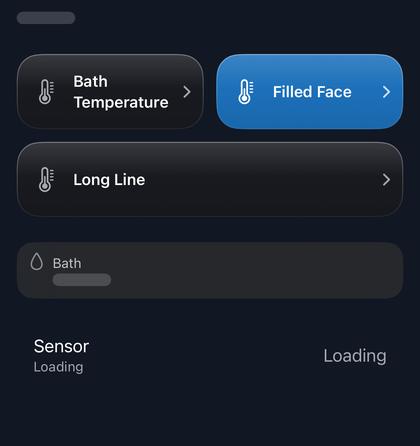 Bath
Temperature
Filled Face
Long Line
Bath
Sensor
Loading
Loading